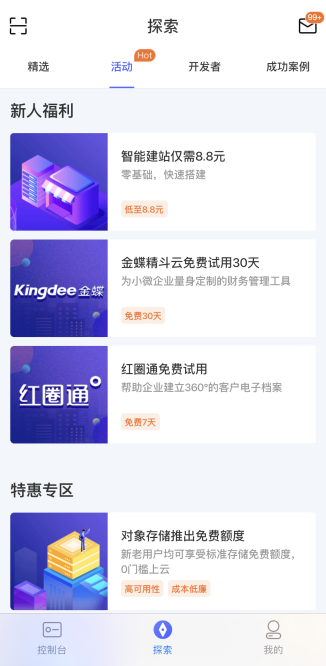 探索
99+
精选
活动
Hot
开发者
成功案例
新人福利
智能建站仅需8.8元
零基础，快速搭建
低至8.8元
Kingdee金蝶
金蝶精斗云免费试用30天
为小微企业量身定制的财务管理工具
免费30天
红圈通
红圈通免费试用
帮助企业建立360°的客户电子档案
免费7天
特惠专区
对象存储推出免费额度
新老用户均可享受标准存储免费额度，
0门槛上云
高可用性 成本低廉
控制台
探索
我的